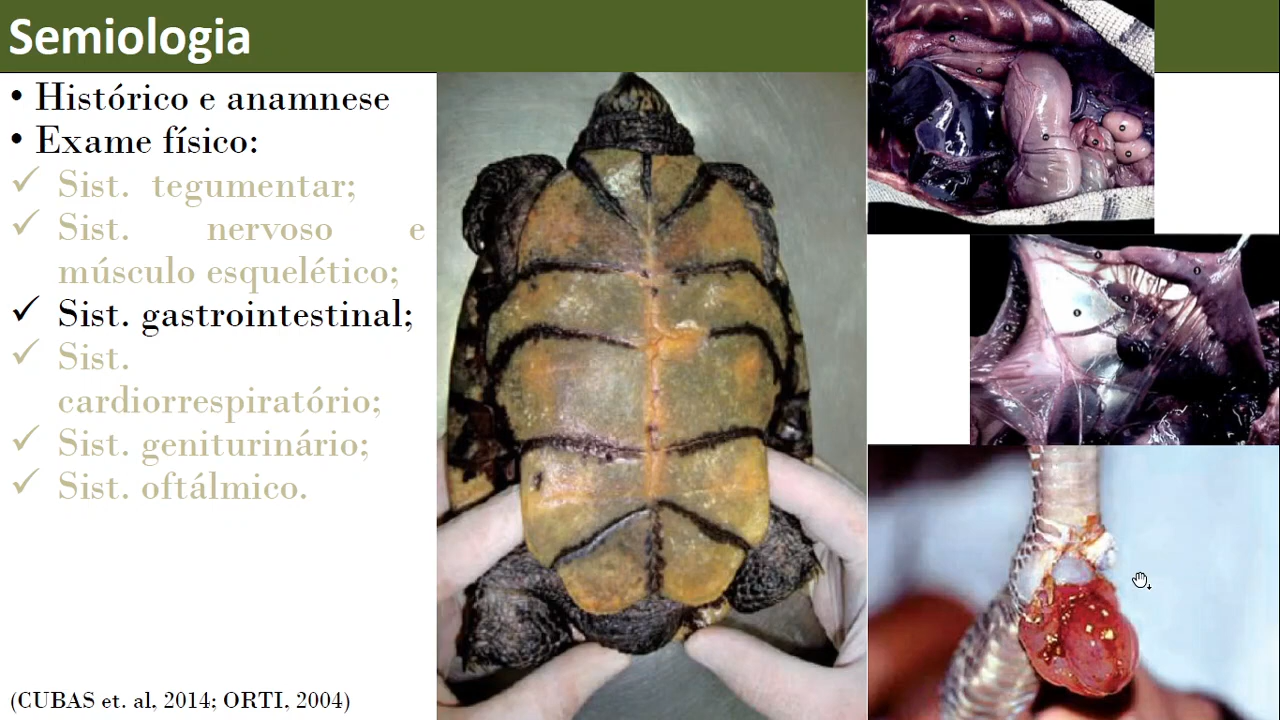 Semiologia
• Histórico e anamnese
• Exame físico:
✓ Sist. tegumentar;
✓ Sist. nervoso e
músculo esquelético;
✓ Sist. gastrointestinal;
✓ Sist.
cardiorrespiratório;
✓ Sist. geniturinário;
✓ Sist. oftálmico.
(CUBAS et. al, 2014; ORTI, 2004)